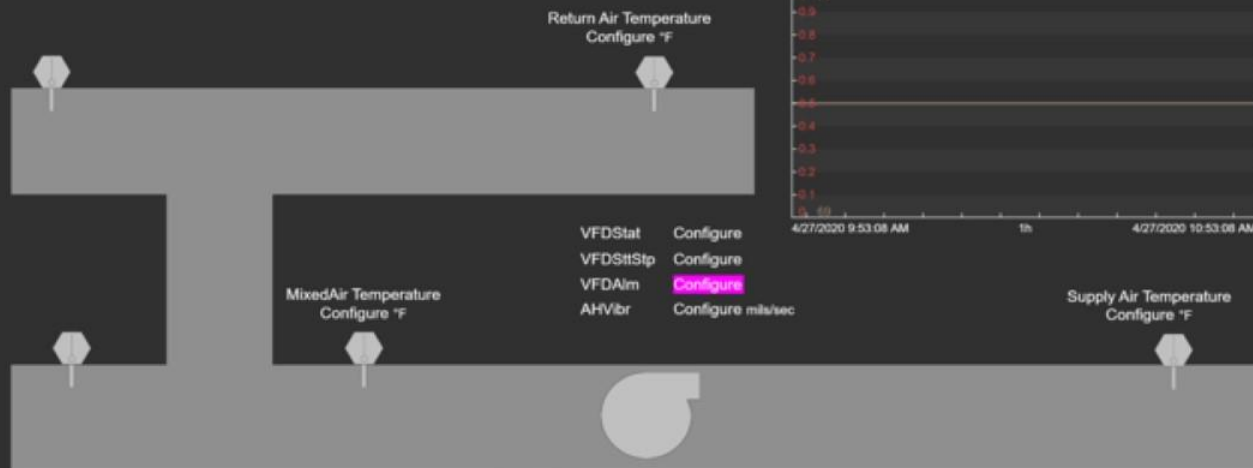 Return Air Temperature
Configure °F
0.9
0.8
0.7
0.6
0.5
0.4
0.3
0.2
0.1
0
4/27/2020 9:53:08 AM 1h 4/27/2020 10:53:08 AM
VFDStat Configure
VFDSttStp Configure
VFDAlm Configure
AHVibr Configure mils/sec
MixedAir Temperature
Configure °F
Supply Air Temperature
Configure °F